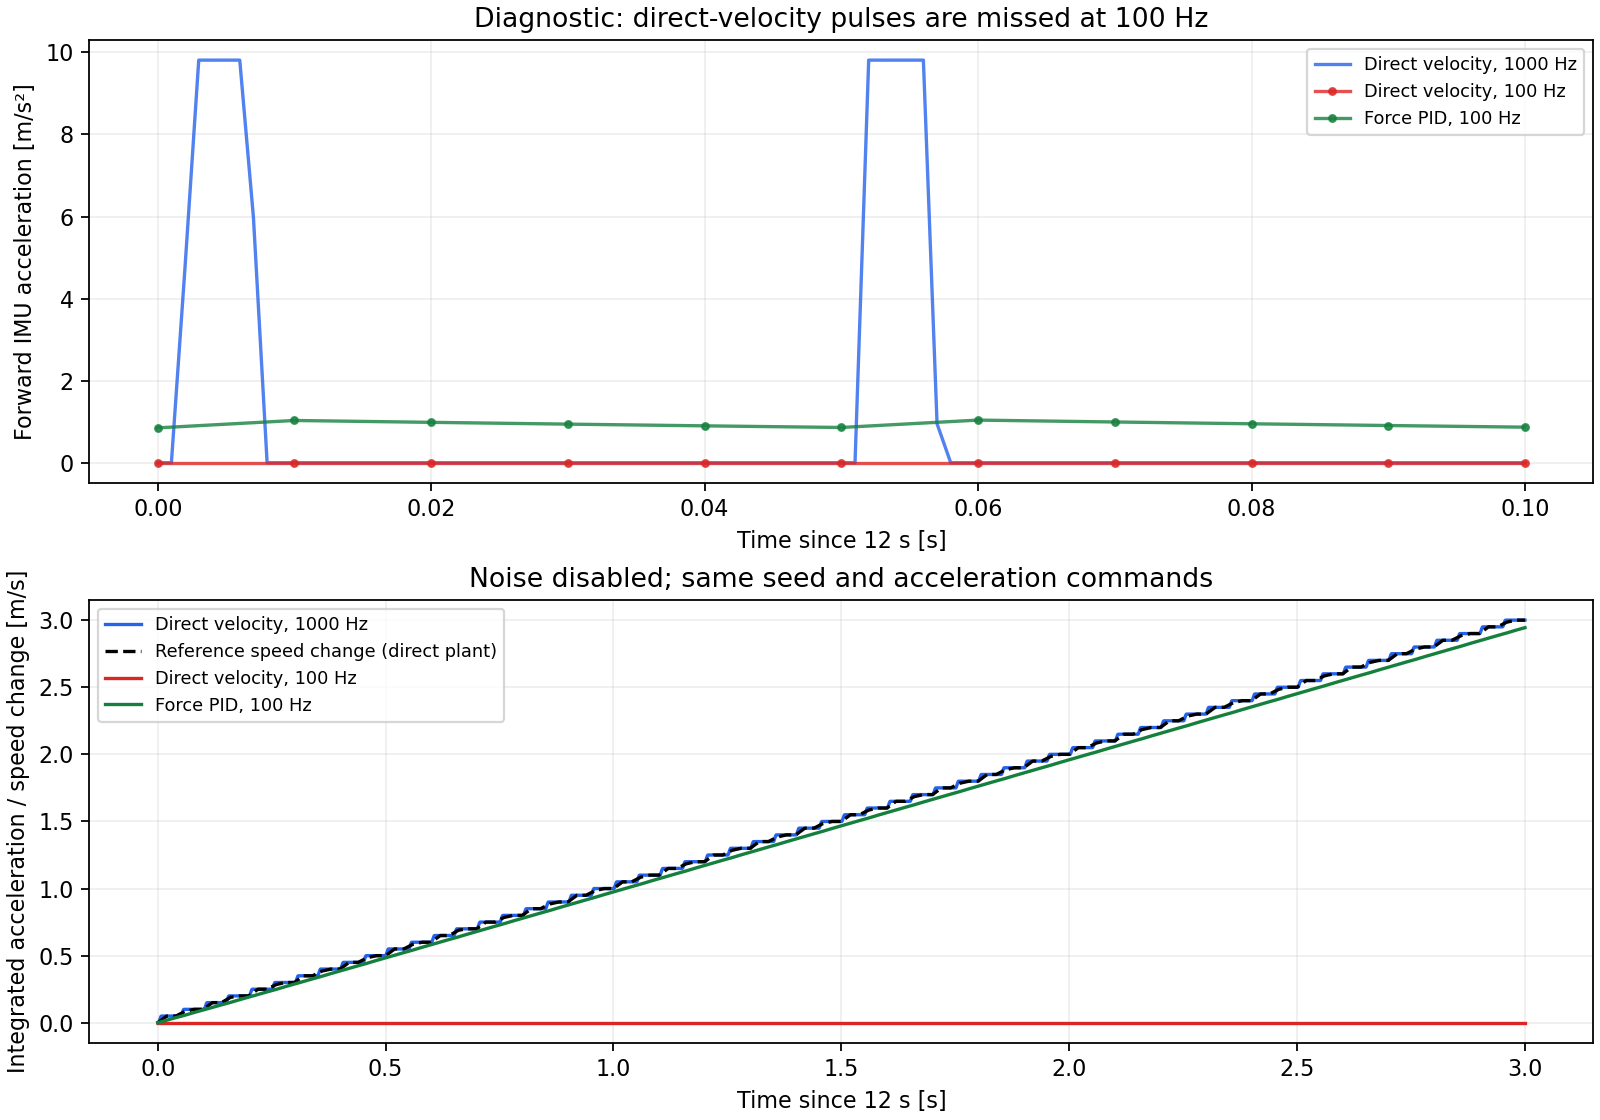 Diagnostic: direct-velocity pulses are missed at 100 Hz
Forward IMU acceleration [m/s²]
10
8
6
4
2
0
Direct velocity, 1000 Hz
Direct velocity, 100 Hz
Force PID, 100 Hz
0.00 0.02 0.04 0.06 0.08 0.10
Time since 12 s [s]
Noise disabled; same seed and acceleration commands
Integrated acceleration / speed change [m/s]
3.0
2.5
2.0
1.5
1.0
0.5
0.0
Direct velocity, 1000 Hz
Reference speed change (direct plant)
Direct velocity, 100 Hz
Force PID, 100 Hz
0.0 0.5 1.0 1.5 2.0 2.5 3.0
Time since 12 s [s]